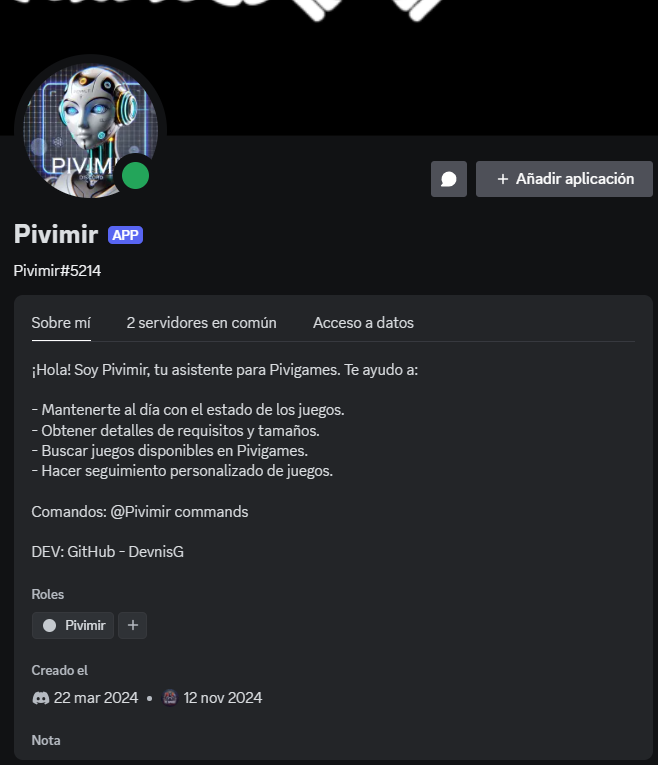 PIVIMI
Añadir aplicación
Pivimir APP
Pivimir#5214
Sobre mí 2 servidores en común Acceso a datos
¡Hola! Soy Pivimir, tu asistente para Pivigames. Te ayudo a:
- Mantenerte al día con el estado de los juegos.
- Obtener detalles de requisitos y tamaños.
- Buscar juegos disponibles en Pivigames.
- Hacer seguimiento personalizado de juegos.
Comandos: @Pivimir commands
DEV: GitHub - DevnisG
Roles
Pivimir +
Creado el
22 mar 2024 • 12 nov 2024
Nota